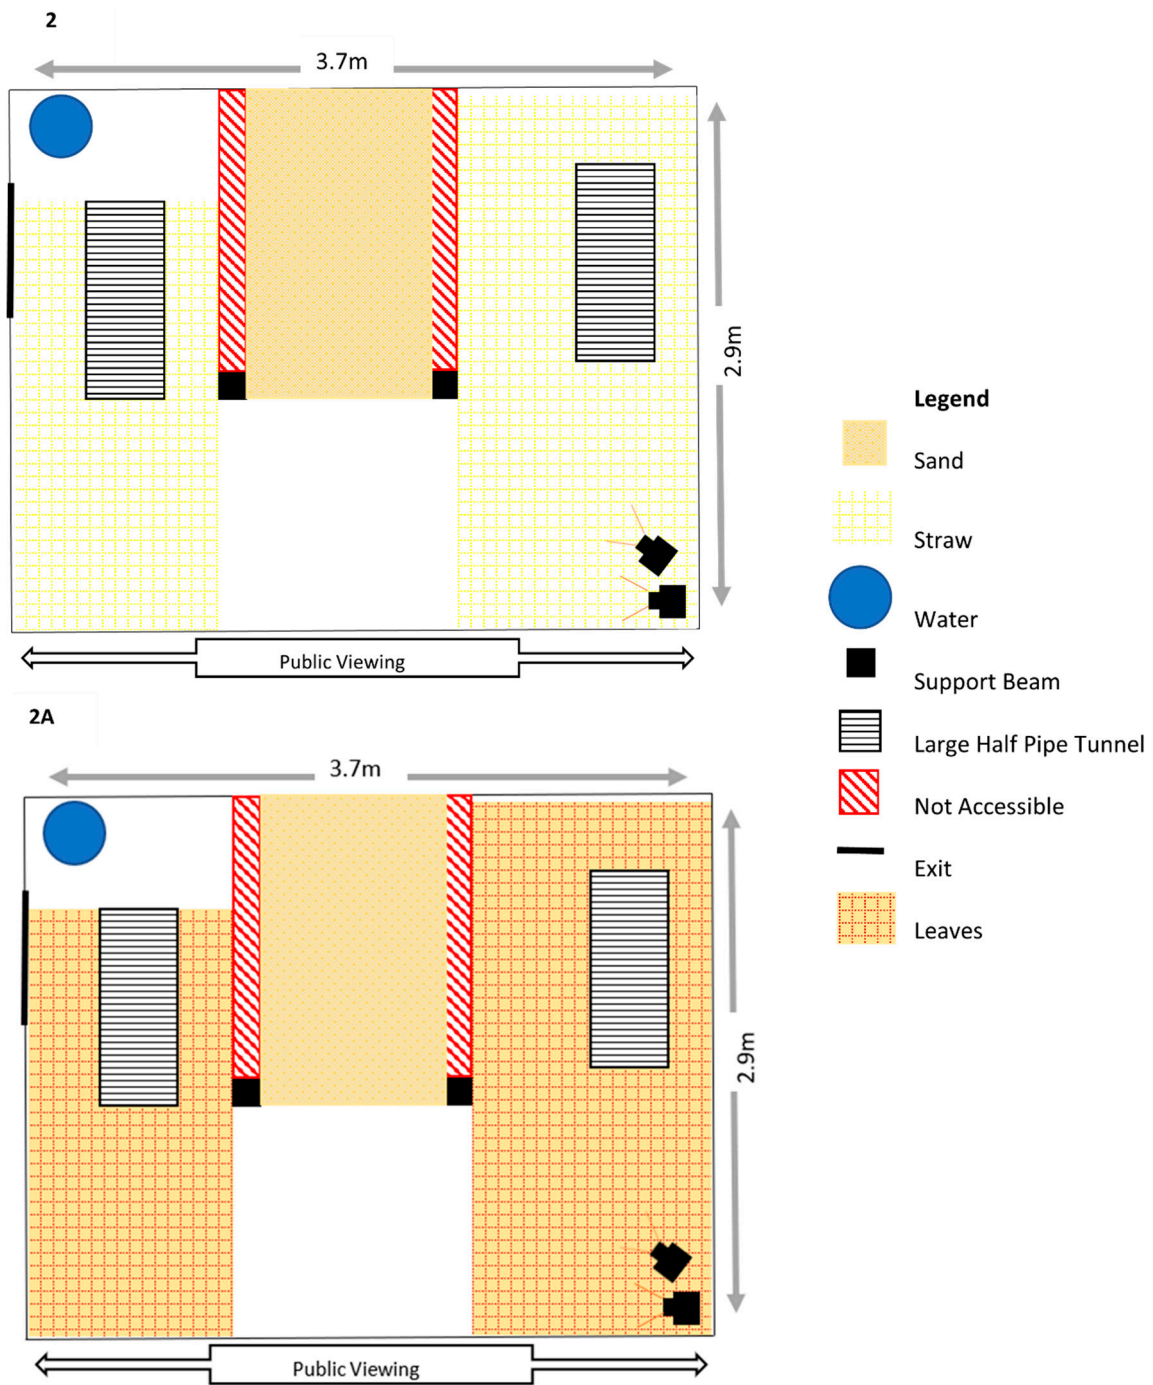 2
3.7m
2.9m
Public Viewing
Legend
Sand
Straw
Water
Support Beam
Large Half Pipe Tunnel
Not Accessible
Exit
Leaves
2A
3.7m
2.9m
Public Viewing